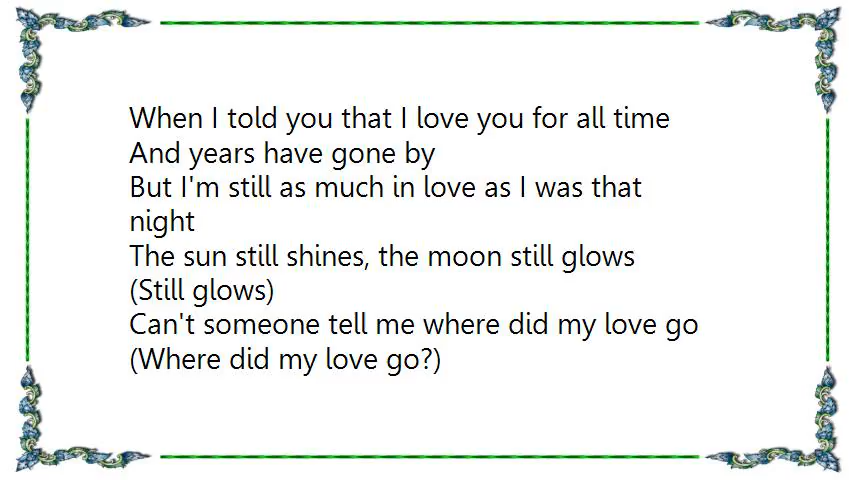 When I told you that I love you for all time
And years have gone by
But I'm still as much in love as I was that
night
The sun still shines, the moon still glows
(Still glows)
Can't someone tell me where did my love go
(Where did my love go?)